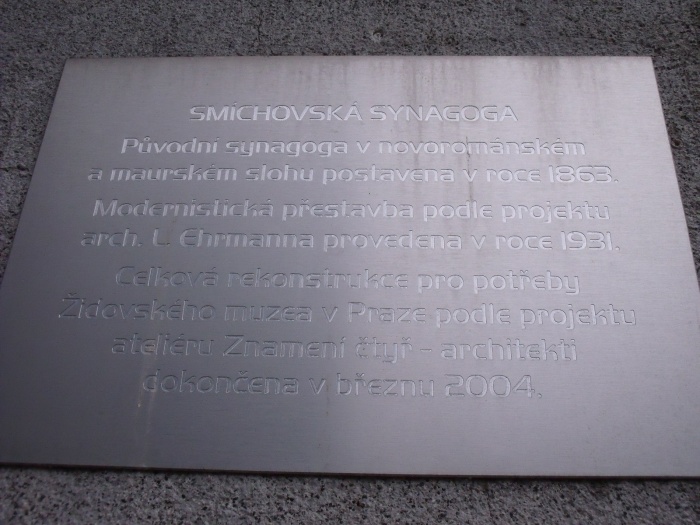 SMÍCHOVSKÁ SYNAGOGA
Původní synagoga v novorománském
a maurském slohu postavena v roce 1863.
Modernistická přestavba podle projektu
arch. L. Ehrmanna provedena v roce 1931.
Celková rekonstrukce pro potřeby
Židovského muzea v Praze podle projektu
ateliéru Znamení čtyř – architekti
dokončena v březnu 2004.